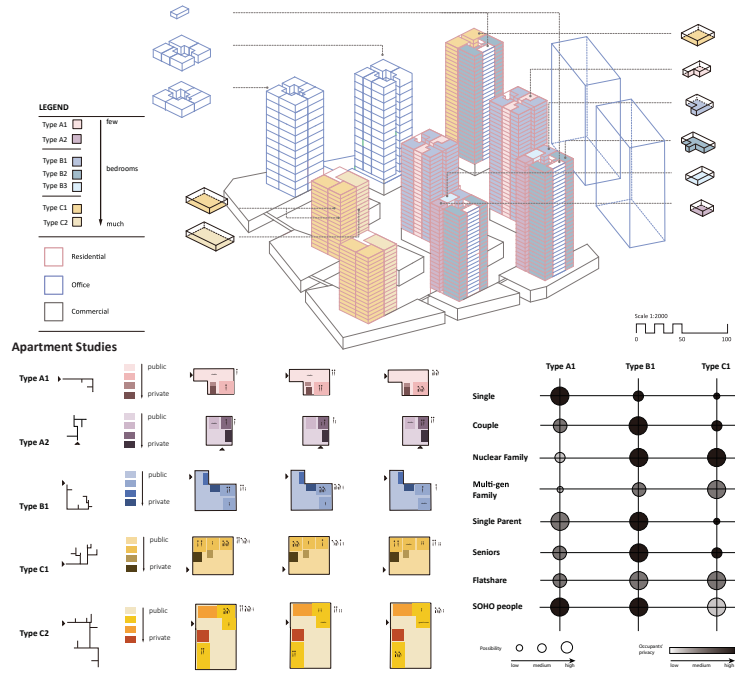 LEGEND
Type A1
Type A2
Type B1
Type B2
Type B3
Type C1
Type C2
few
bedrooms
much
Residential
Office
Commercial
Scale 1:2000
0
50
100
Apartment Studies
Type A1
public
private
Type A2
public
private
Type B1
public
private
Type C1
public
private
Type C2
public
private
Type A1 Type B1 Type C1
Single
Couple
Nuclear Family
Multi-gen
Family
Single Parent
Seniors
Flatshare
SOHO people
Possibility
low medium high
Occupants'
privacy
low medium high